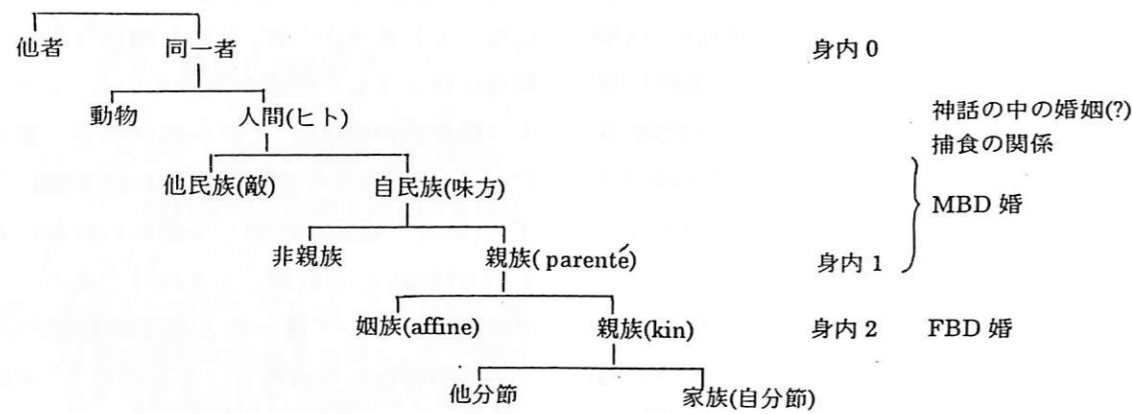 他者 同一者 身内 0
動物 人間(ヒト) 神話の中の婚姻(?)
捕食の関係
他民族(敵) 自民族(味方) MBD 婚
非親族 親族( parenté) 身内 1
姻族(affine) 親族(kin) 身内 2 FBD 婚
他分節 家族(自分節)